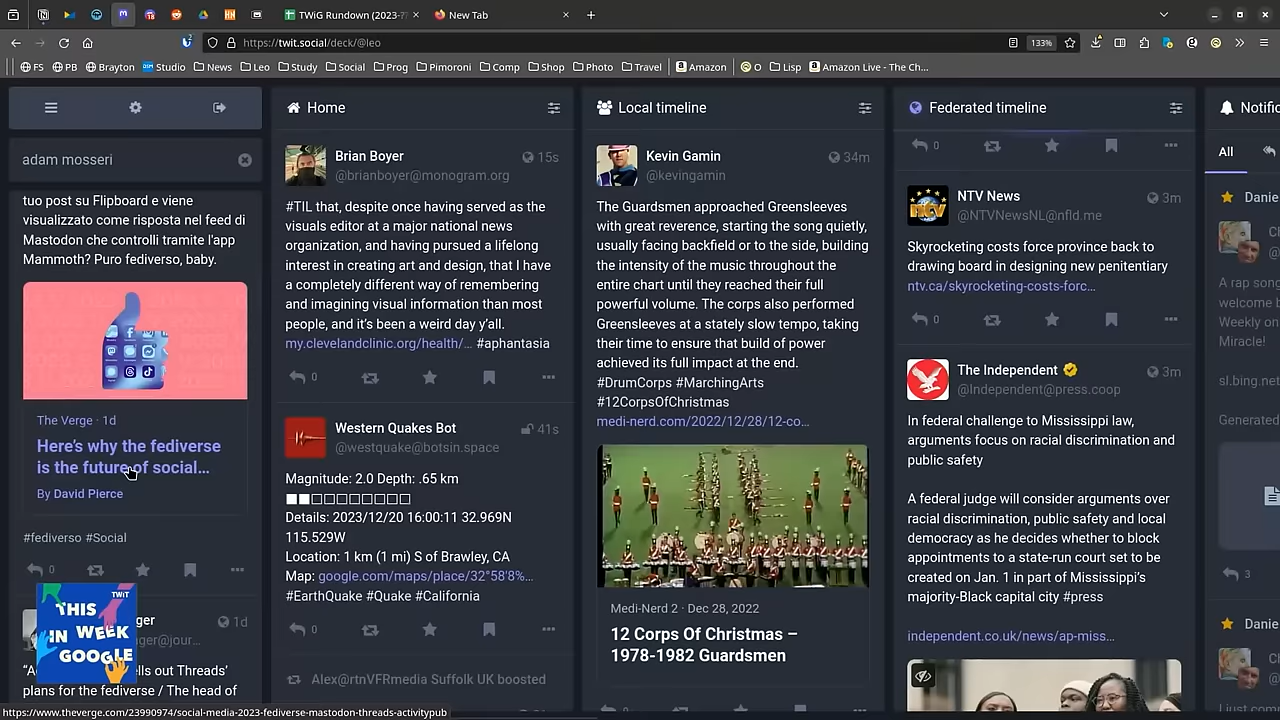 TWiG Rundown (2023-
New Tab
https://twit.social/deck/@leo
133%
FS
PB
Brayton
Studio
News
Leo
Study
Social
Prog
Pimoroni
Comp
Shop
Photo
Travel
Amazon
O
Lisp
Amazon Live - The Ch...
adam mosseri
tuo post su Flipboard e viene
visualizzato come risposta nel feed di
Mastodon che controlli tramite l'app
Mammoth? Puro fediverso, baby.
The Verge · 1d
Here's why the fediverse
is the future of social...
By David Pierce
#fediverso #Social
0
THIS
IN WEEK
GOOGLE
TWiT
1d
plans for the fediverse / The head of
https://www.theverge.com/23990974/social-media-2023-fediverse-mastodon-threads-activitypub
Home
Brian Boyer
15s
@brianboyer@monogram.org
#TIL that, despite once having served as the
visuals editor at a major national news
organization, and having pursued a lifelong
interest in creating art and design, that I have
a completely different way of remembering
and imagining visual information than most
people, and it's been a weird day y'all.
my.clevelandclinic.org/health/... #aphantasia
0
Western Quakes Bot
41s
@westquake@botsin.space
Magnitude: 2.0 Depth: .65 km
Details: 2023/12/20 16:00:11 32.969N
115.529W
Location: 1 km (1 mi) S of Brawley, CA
Map: google.com/maps/place/32°58'8%...
#EarthQuake #Quake #California
0
Alex@rtnVFRmedia Suffolk UK boosted
Local timeline
Kevin Gamin
34m
@kevingamin
The Guardsmen approached Greensleeves
with great reverence, starting the song quietly,
usually facing backfield or to the side, building
the intensity of the music throughout the
entire chart until they reached their full
powerful volume. The corps also performed
Greensleeves at a stately slow tempo, taking
their time to ensure that build of power
achieved its full impact at the end.
#DrumCorps #MarchingArts
#12CorpsOfChristmas
medi-nerd.com/2022/12/28/12-co...
Medi-Nerd 2 · Dec 28, 2022
12 Corps Of Christmas –
1978-1982 Guardsmen
Federated timeline
0
NTV News
3m
@NTVNewsNL@nfld.me
Skyrocketing costs force province back to
drawing board in designing new penitentiary
ntv.ca/skyrocketing-costs-forc...
0
The Independent
3m
@Independent@press.coop
In federal challenge to Mississippi law,
arguments focus on racial discrimination and
public safety
A federal judge will consider arguments over
racial discrimination, public safety and local
democracy as he decides whether to block
appointments to a state-run court set to be
created on Jan. 1 in part of Mississippi's
majority-Black capital city #press
independent.co.uk/news/ap-miss...
Notific
All
Danie
A rap song
welcome b
Weekly on
Miracle!
sl.bing.net
Generated
3
Danie